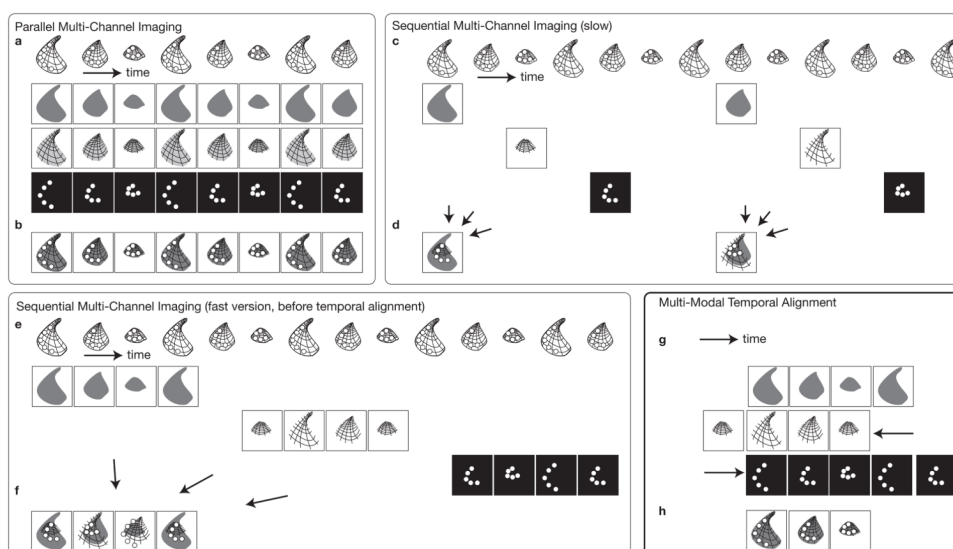 Parallel Multi-Channel Imaging
a
time
b
Sequential Multi-Channel Imaging (slow)
c
time
d
Sequential Multi-Channel Imaging (fast version, before temporal alignment)
e
time
f
Multi-Modal Temporal Alignment
g
time
h